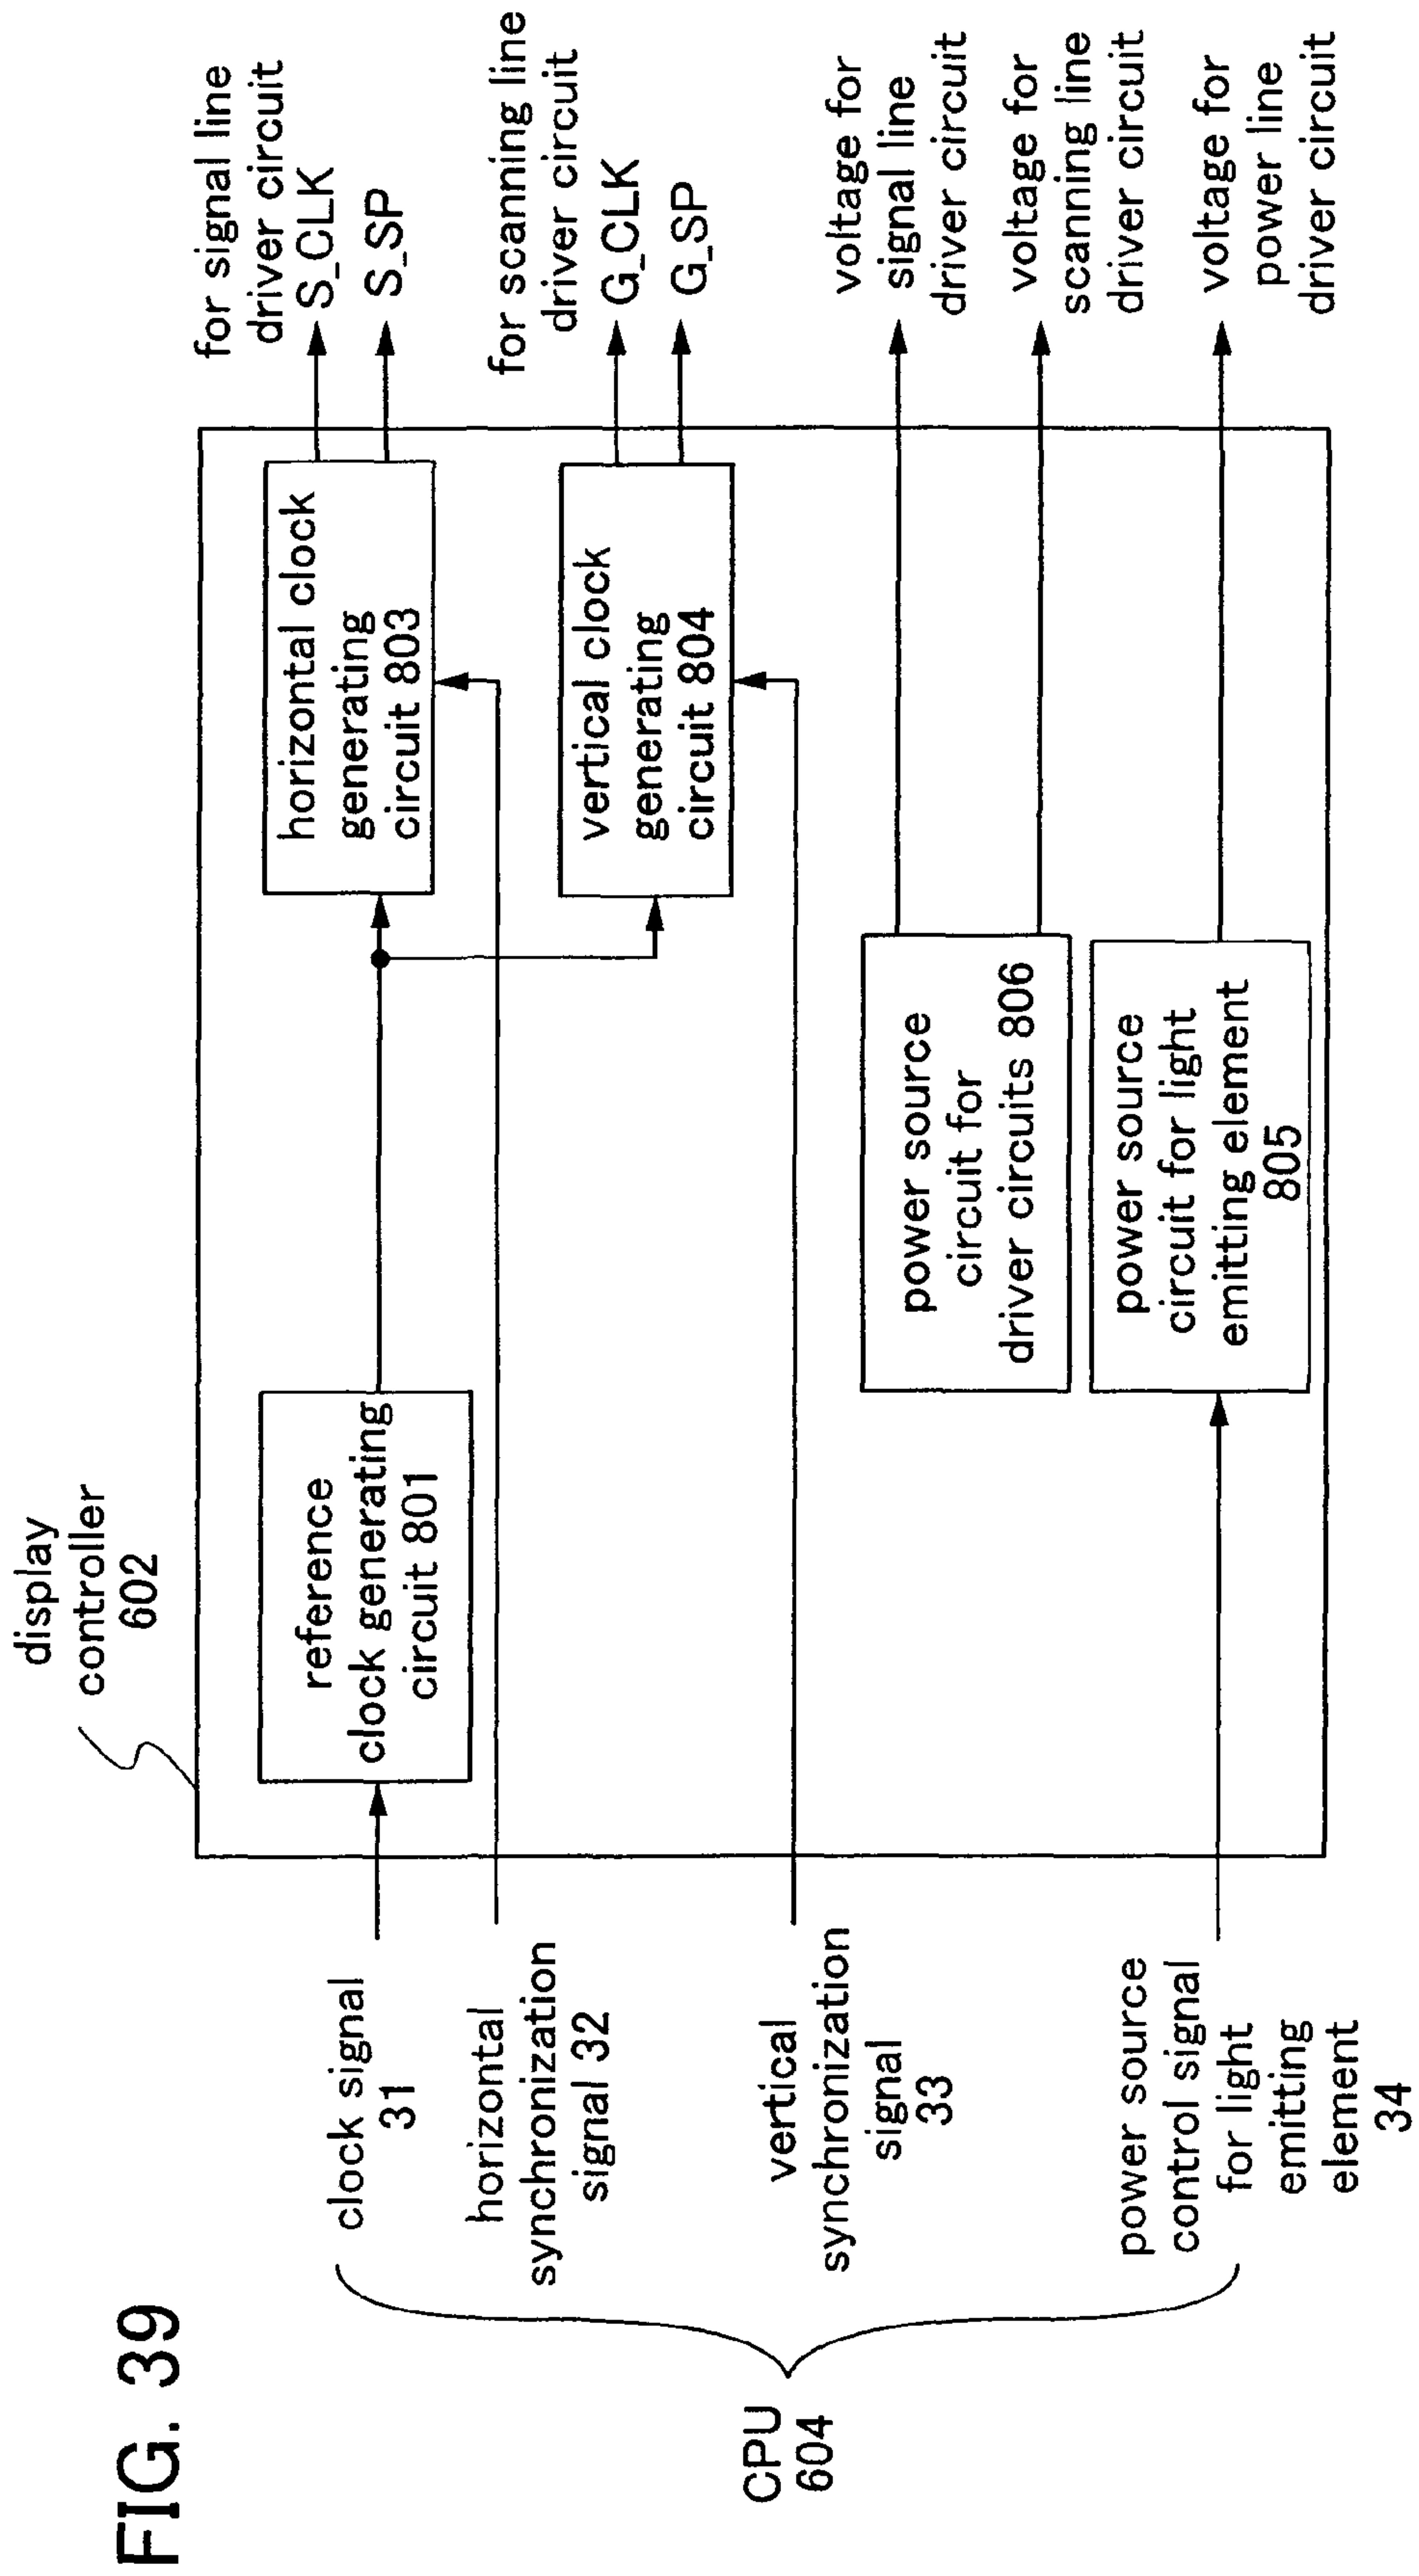 FIG. 39
display
controller
602
CPU
604
clock signal
31
horizontal
synchronization
signal 32
vertical
synchronization
signal
33
power source
control signal
for light
emitting
element
34
reference
clock generating
circuit 801
horizontal clock
generating
circuit 803
vertical clock
generating
circuit 804
power source
circuit for
driver circuits 806
power source
circuit for light
emitting element
805
for signal line
driver circuit
S_CLK
S_SP
for scanning line
driver circuit
G_CLK
G_SP
voltage for
signal line
driver circuit
voltage for
scanning line
driver circuit
voltage for
power line
driver circuit